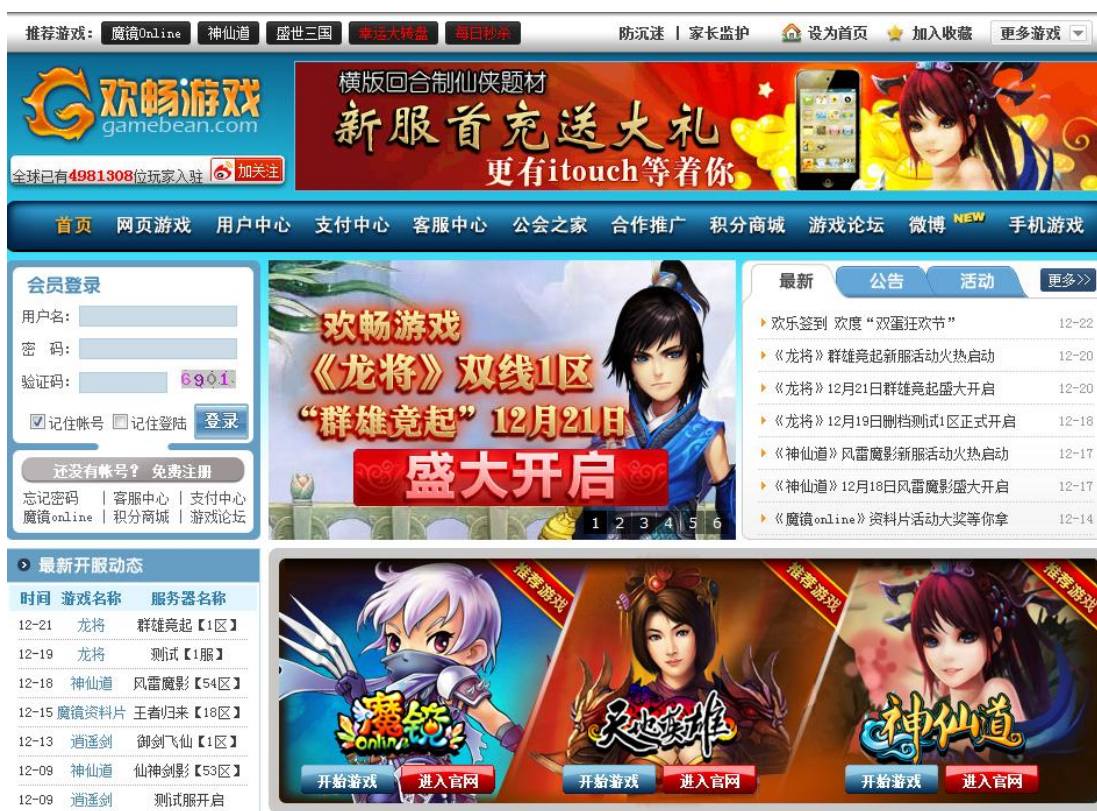 推荐游戏: 魔镜Online 神仙道 盛世三国 幸运大转盘 每日秒杀 防沉迷 | 家长监护 设为首页 加入收藏 更多游戏
欢畅游戏
gamebean.com
全球已有4981308位玩家入驻 加关注
横版回合制仙侠题材
新服首充送大礼
更有itouch等着你
首页 网页游戏 用户中心 支付中心 客服中心 公会之家 合作推广 积分商城 游戏论坛 微博 NEW 手机游戏
会员登录
用户名:
密 码:
验证码: 6901
记住帐号 记住登陆 登录
还没有帐号? 免费注册
忘记密码 | 客服中心 | 支付中心
魔镜online | 积分商城 | 游戏论坛
欢畅游戏
《龙将》双线1区
“群雄竞起”12月21日
盛大开启
1 2 3 4 5 6
最新 公告 活动 更多>>
欢乐签到 欢度“双蛋狂欢节” 12-22
《龙将》群雄竞起新服活动火热启动 12-20
《龙将》12月21日群雄竞起盛大开启 12-20
《龙将》12月19日删档测试1区正式开启 12-18
《神仙道》风雷魔影新服活动火热启动 12-17
《神仙道》12月18日风雷魔影盛大开启 12-17
《魔镜online》资料片活动大奖等你拿 12-14
最新开服动态
时间 游戏名称 服务器名称
12-21 龙将 群雄竞起【1区】
12-19 龙将 测试【1服】
12-18 神仙道 风雷魔影【54区】
12-15 魔镜资料片 王者归来【18区】
12-13 逍遥剑 御剑飞仙【1区】
12-09 神仙道 仙神剑影【53区】
12-09 逍遥剑 测试服开启
推荐游戏 推荐游戏 推荐游戏
魔镜online 天地英雄 神仙道
开始游戏 进入官网 开始游戏 进入官网 开始游戏 进入官网